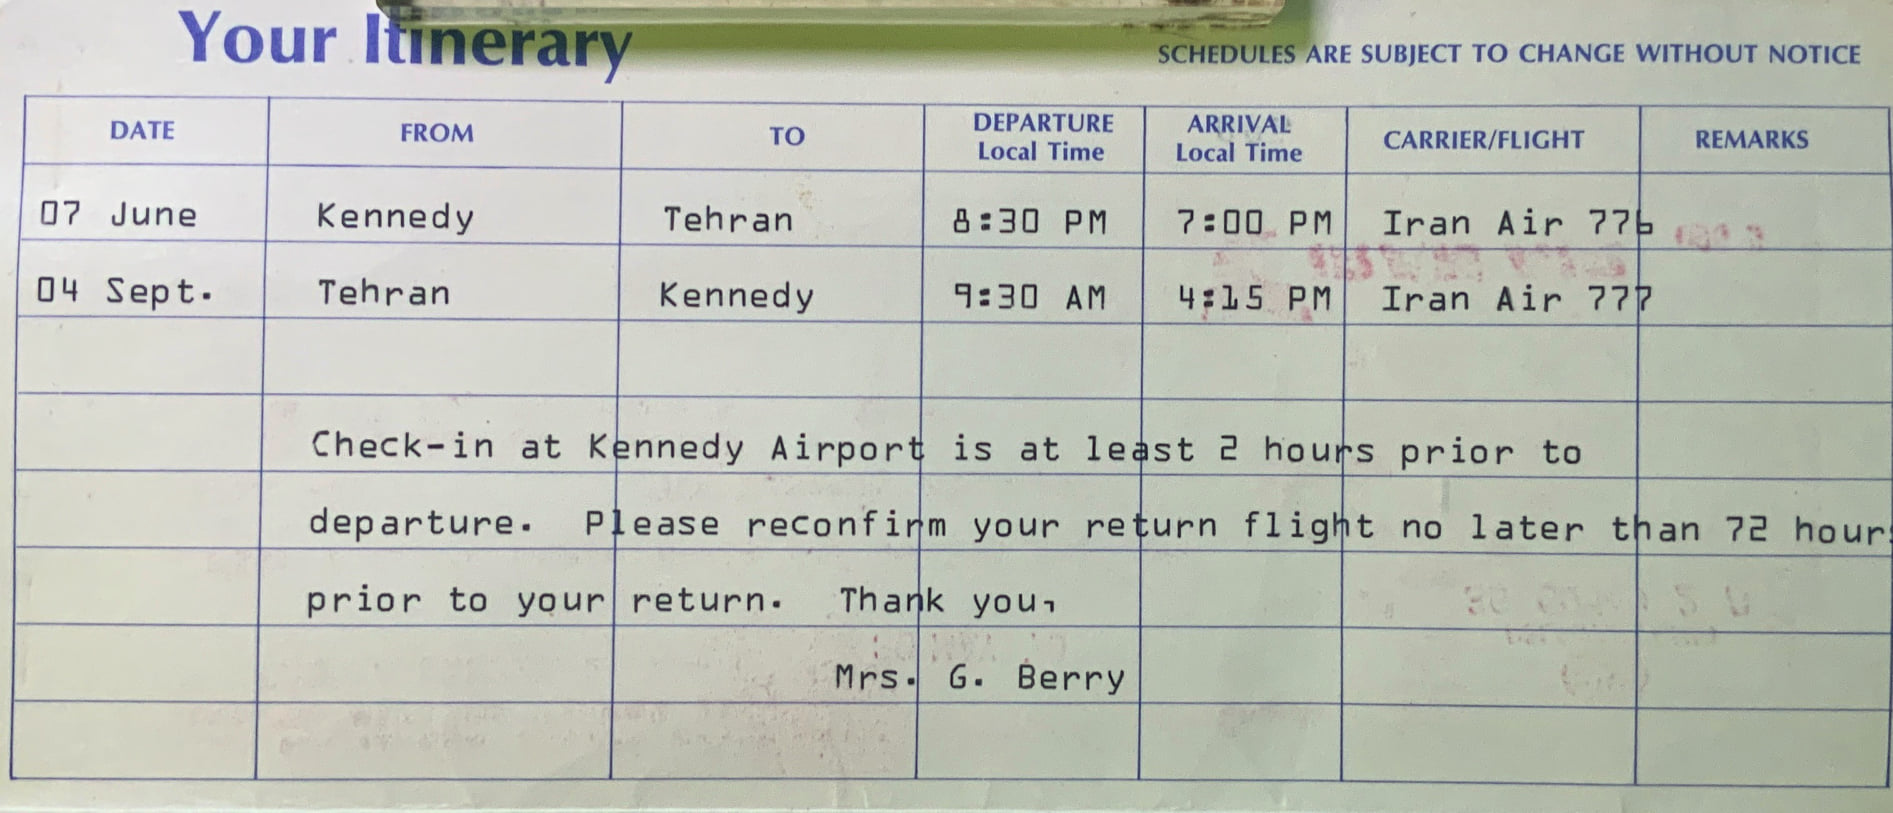 Your Itinerary
SCHEDULES ARE SUBJECT TO CHANGE WITHOUT NOTICE
DATE FROM TO DEPARTURE Local Time ARRIVAL Local Time CARRIER/FLIGHT REMARKS
07 June Kennedy Tehran 8:30 PM 7:00 PM Iran Air 776
04 Sept. Tehran Kennedy 9:30 AM 4:15 PM Iran Air 777
Check-in at Kennedy Airport is at least 2 hours prior to
departure. Please reconfirm your return flight no later than 72 hours
prior to your return. Thank you,
Mrs. G. Berry